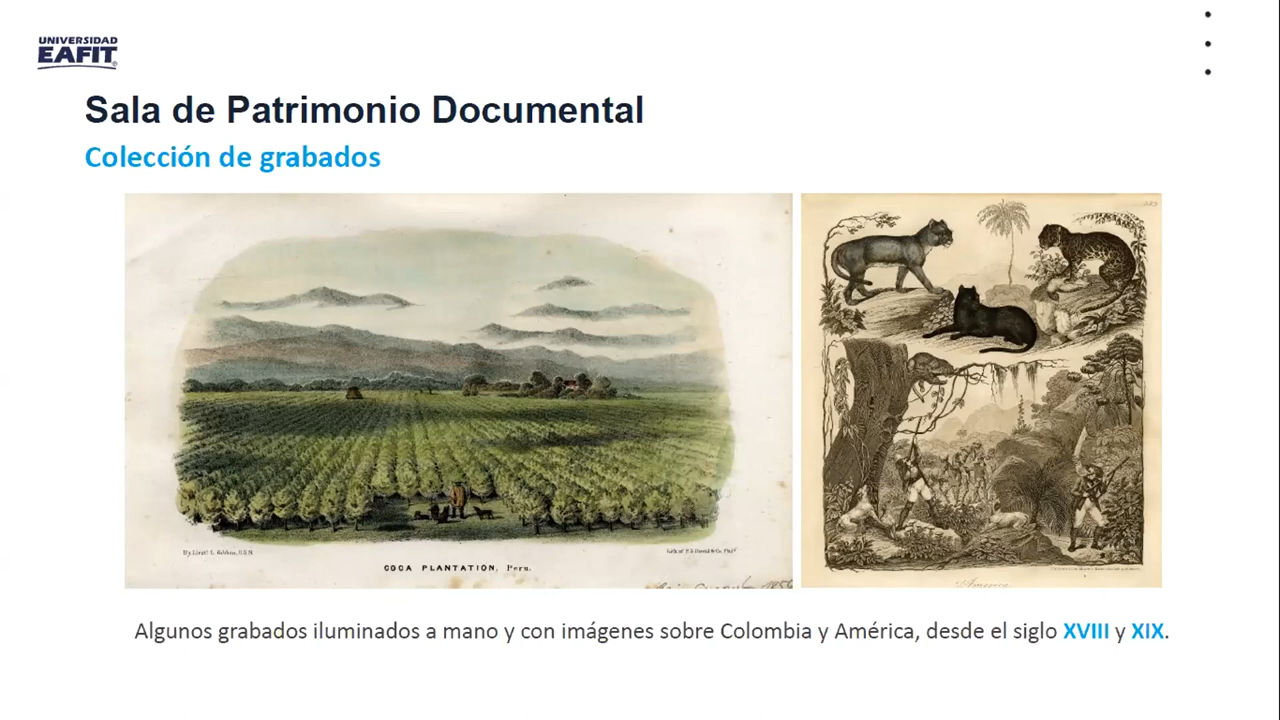 UNIVERSIDAD
EAFIT
Sala de Patrimonio Documental
Colección de grabados
COCA PLANTATION, Peru.
America
Algunos grabados iluminados a mano y con imágenes sobre Colombia y América, desde el siglo XVIII y XIX.